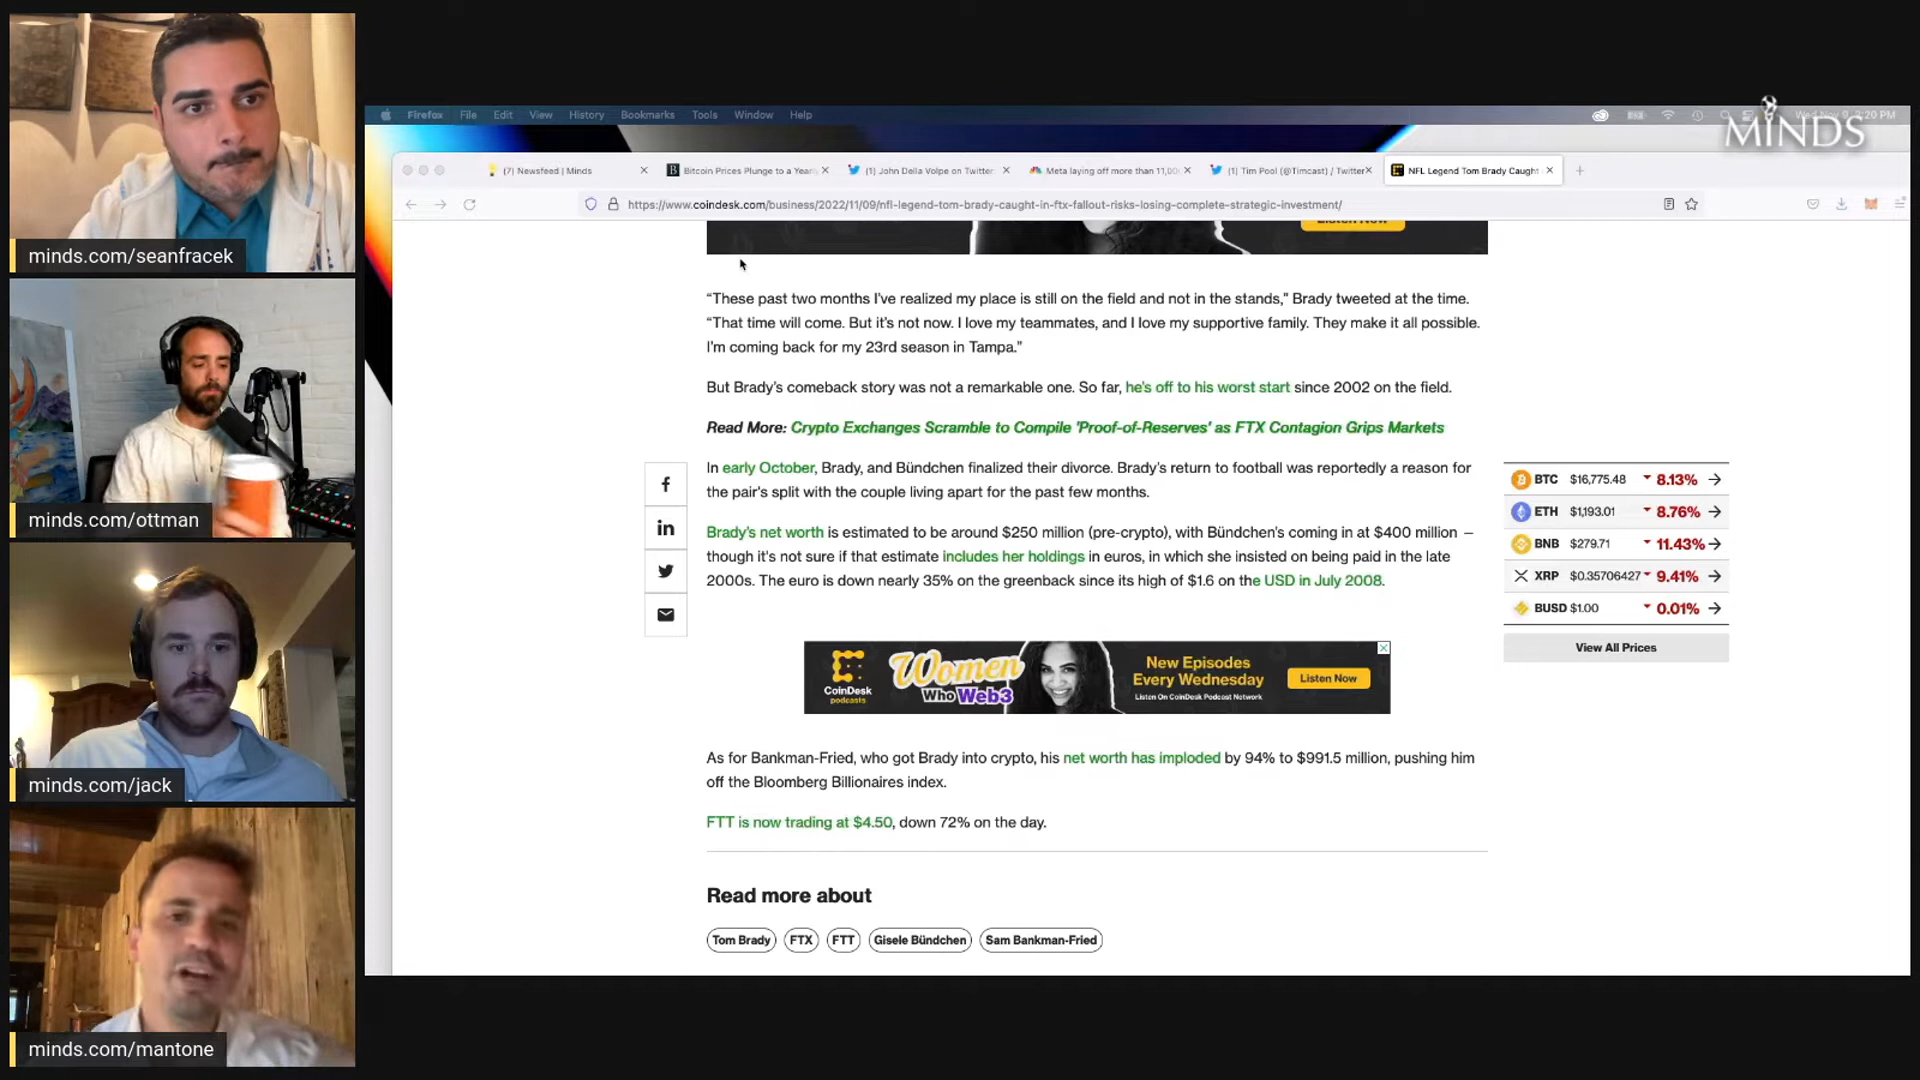 minds.com/seanfracek
minds.com/ottman
minds.com/jack
minds.com/mantone
MINDS
Firefox File Edit View History Bookmarks Tools Window Help
Wed Nov 9 2:20 PM
(7) Newsfeed | Minds
Bitcoin Prices Plunge to a Year
(1) John Della Volpe on Twitter
Meta laying off more than 11,00
(1) Tim Pool (@Timcast) / Twitter
NFL Legend Tom Brady Caught
https://www.coindesk.com/business/2022/11/09/nfl-legend-tom-brady-caught-in-ftx-fallout-risks-losing-complete-strategic-investment/
“These past two months I’ve realized my place is still on the field and not in the stands,” Brady tweeted at the time.
“That time will come. But it’s not now. I love my teammates, and I love my supportive family. They make it all possible.
I’m coming back for my 23rd season in Tampa.”
But Brady’s comeback story was not a remarkable one. So far, he’s off to his worst start since 2002 on the field.
Read More: Crypto Exchanges Scramble to Compile 'Proof-of-Reserves' as FTX Contagion Grips Markets
In early October, Brady, and Bündchen finalized their divorce. Brady’s return to football was reportedly a reason for
the pair's split with the couple living apart for the past few months.
Brady’s net worth is estimated to be around $250 million (pre-crypto), with Bündchen’s coming in at $400 million –
though it's not sure if that estimate includes her holdings in euros, in which she insisted on being paid in the late
2000s. The euro is down nearly 35% on the greenback since its high of $1.6 on the USD in July 2008.
CoinDesk
podcasts
Women
Who Web3
New Episodes
Every Wednesday
Listen On CoinDesk Podcast Network
Listen Now
As for Bankman-Fried, who got Brady into crypto, his net worth has imploded by 94% to $991.5 million, pushing him
off the Bloomberg Billionaires index.
FTT is now trading at $4.50, down 72% on the day.
Read more about
Tom Brady
FTX
FTT
Gisele Bündchen
Sam Bankman-Fried
BTC $16,775.48 8.13%
ETH $1,193.01 8.76%
BNB $279.71 11.43%
XRP $0.35706427 9.41%
BUSD $1.00 0.01%
View All Prices